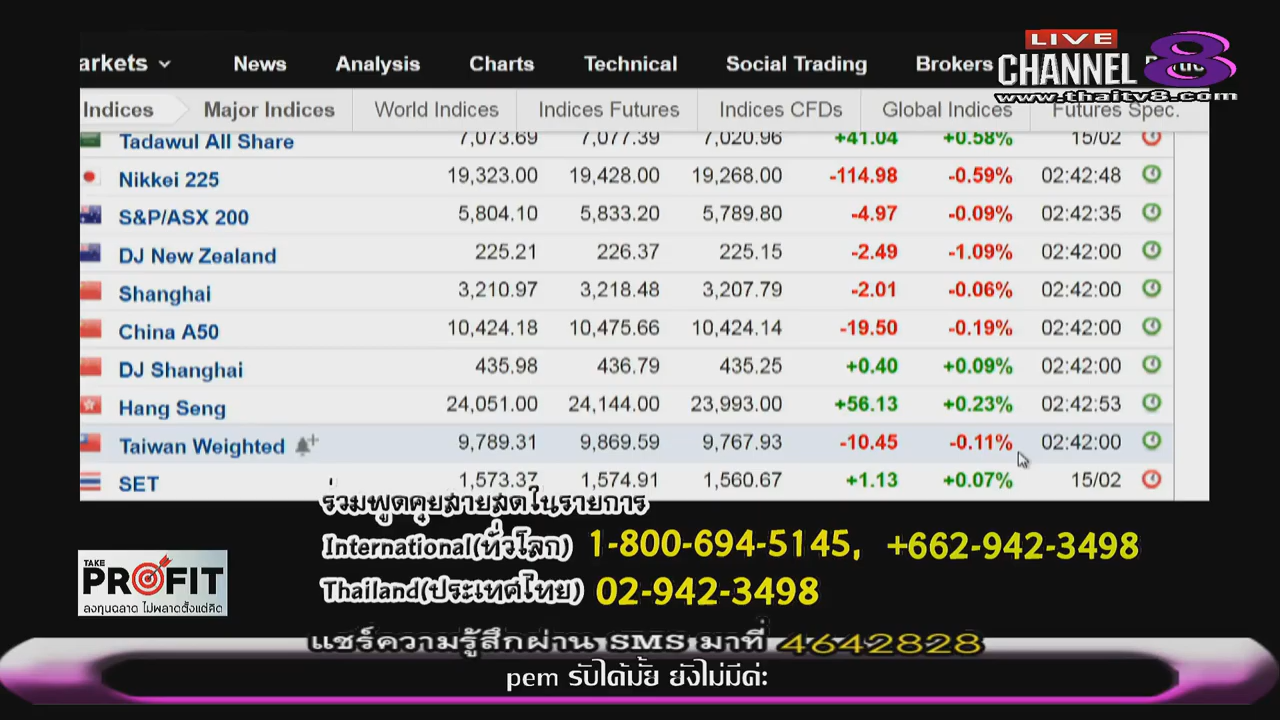 LIVE
CHANNEL 8
www.thaitv8.com
arkets News Analysis Charts Technical Social Trading Brokers
Indices Major Indices World Indices Indices Futures Indices CFDs Global Indices Futures Spec.
Tadawul All Share 7,073.69 7,077.39 7,020.96 +41.04 +0.58% 15/02
Nikkei 225 19,323.00 19,428.00 19,268.00 -114.98 -0.59% 02:42:48
S&P/ASX 200 5,804.10 5,833.20 5,789.80 -4.97 -0.09% 02:42:35
DJ New Zealand 225.21 226.37 225.15 -2.49 -1.09% 02:42:00
Shanghai 3,210.97 3,218.48 3,207.79 -2.01 -0.06% 02:42:00
China A50 10,424.18 10,475.66 10,424.14 -19.50 -0.19% 02:42:00
DJ Shanghai 435.98 436.79 435.25 +0.40 +0.09% 02:42:00
Hang Seng 24,051.00 24,144.00 23,993.00 +56.13 +0.23% 02:42:53
Taiwan Weighted 9,789.31 9,869.59 9,767.93 -10.45 -0.11% 02:42:00
SET 1,573.37 1,574.91 1,560.67 +1.13 +0.07% 15/02
ร่วมพูดคุยสายสดในรายการ
International(ทั่วโลก) 1-800-694-5145, +662-942-3498
Thailand(ประเทศไทย) 02-942-3498
TAKE
PROFIT
ลงทุนฉลาด ไม่พลาดตั้งแต่คิด
แชร์ความรู้สึกผ่าน SMS มาที่ 4642828
pem รับได้มั้ย ยังไม่มีค่ะ